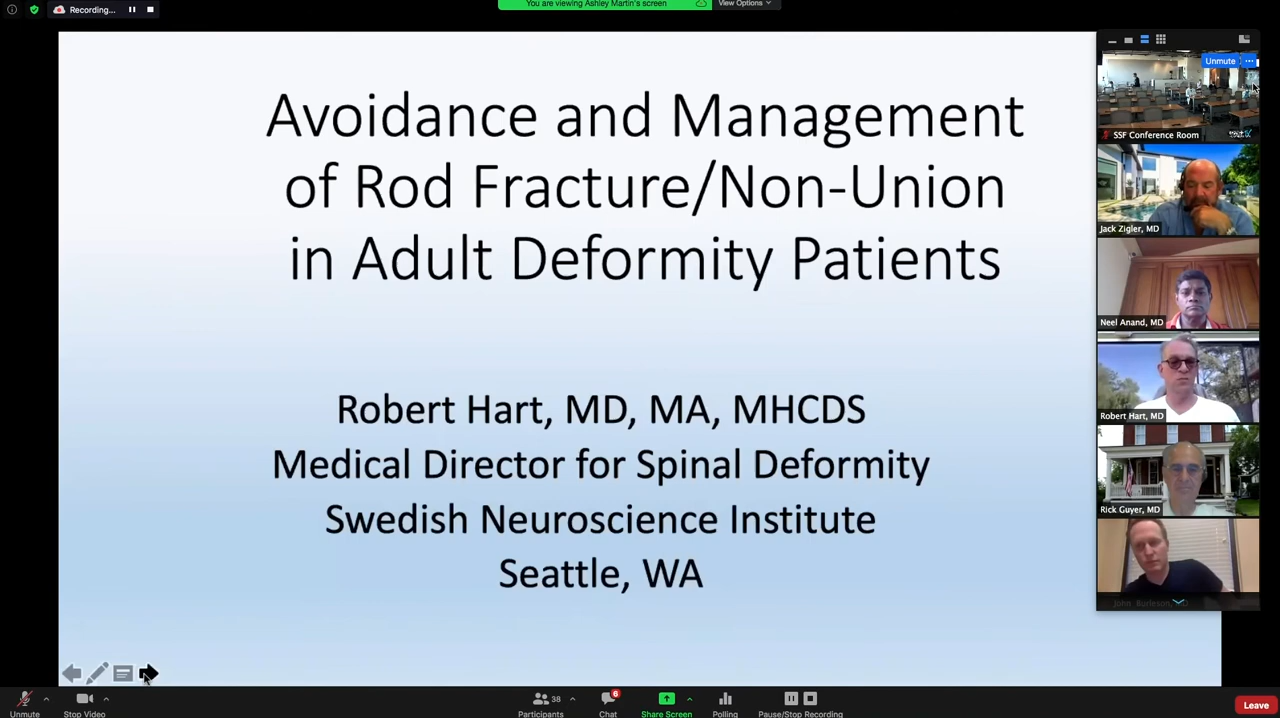 Recording...
You are viewing Ashley Martin's screen
View Options
Avoidance and Management
of Rod Fracture/Non-Union
in Adult Deformity Patients
Robert Hart, MD, MA, MHCDS
Medical Director for Spinal Deformity
Swedish Neuroscience Institute
Seattle, WA
Unmute
SSF Conference Room
Jack Zigler, MD
Neel Anand, MD
Robert Hart, MD
Rick Guyer, MD
John Burleson, MD
Unmute
Stop Video
38
Participants
6
Chat
Share Screen
Polling
Pause/Stop Recording
Leave